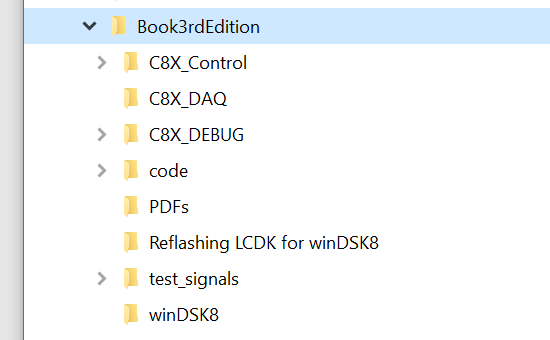 Book3rdEdition
C8X_Control
C8X_DAQ
C8X_DEBUG
code
PDFs
Reflashing LCDK for winDSK8
test_signals
winDSK8